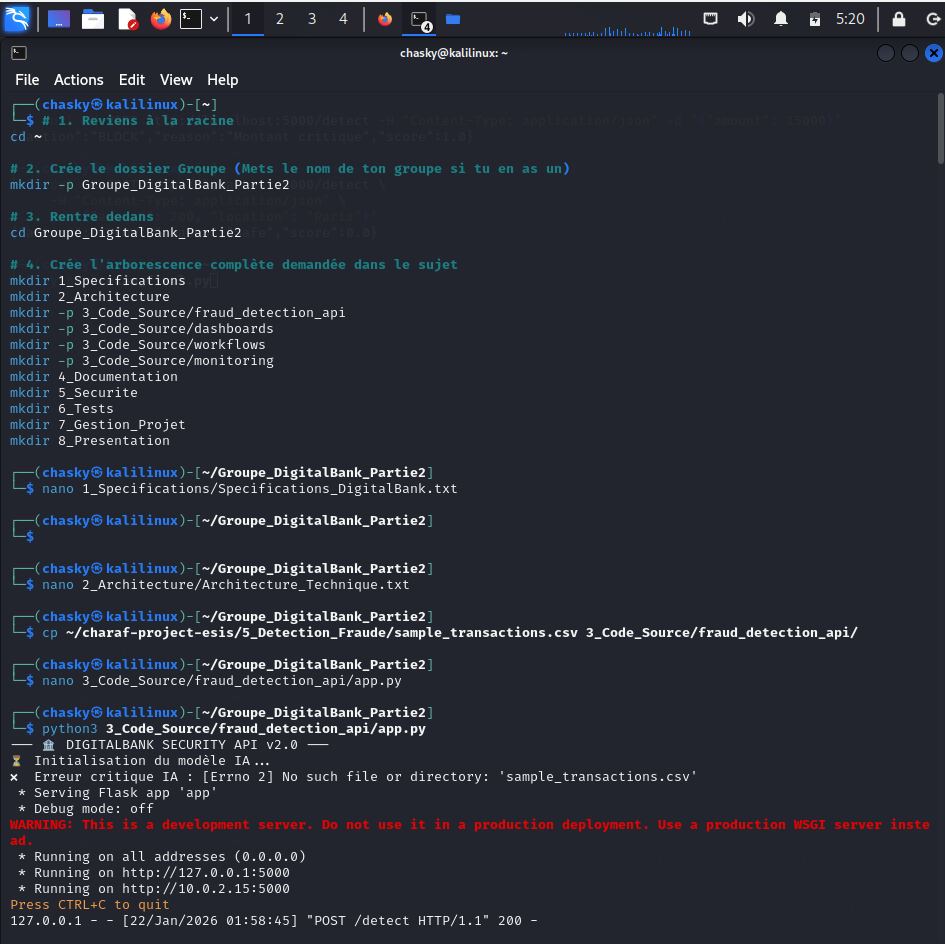 1 2 3 4 4 5:20
chasky@kalilinux: ~
File Actions Edit View Help
┌──(chasky㉿kalilinux)-[~]
└─$ # 1. Reviens à la racine
cd ~
# 2. Crée le dossier Groupe (Mets le nom de ton groupe si tu en as un)
mkdir -p Groupe_DigitalBank_Partie2
# 3. Rentre dedans
cd Groupe_DigitalBank_Partie2
# 4. Crée l'arborescence complète demandée dans le sujet
mkdir 1_Specifications
mkdir 2_Architecture
mkdir -p 3_Code_Source/fraud_detection_api
mkdir -p 3_Code_Source/dashboards
mkdir -p 3_Code_Source/workflows
mkdir -p 3_Code_Source/monitoring
mkdir 4_Documentation
mkdir 5_Securite
mkdir 6_Tests
mkdir 7_Gestion_Projet
mkdir 8_Presentation
┌──(chasky㉿kalilinux)-[~/Groupe_DigitalBank_Partie2]
└─$ nano 1_Specifications/Specifications_DigitalBank.txt
┌──(chasky㉿kalilinux)-[~/Groupe_DigitalBank_Partie2]
└─$
┌──(chasky㉿kalilinux)-[~/Groupe_DigitalBank_Partie2]
└─$ nano 2_Architecture/Architecture_Technique.txt
┌──(chasky㉿kalilinux)-[~/Groupe_DigitalBank_Partie2]
└─$ cp ~/charaf-project-esis/5_Detection_Fraude/sample_transactions.csv 3_Code_Source/fraud_detection_api/
┌──(chasky㉿kalilinux)-[~/Groupe_DigitalBank_Partie2]
└─$ nano 3_Code_Source/fraud_detection_api/app.py
┌──(chasky㉿kalilinux)-[~/Groupe_DigitalBank_Partie2]
└─$ python3 3_Code_Source/fraud_detection_api/app.py
── 🏦 DIGITALBANK SECURITY API v2.0 ──
⏳ Initialisation du modèle IA...
❌ Erreur critique IA : [Errno 2] No such file or directory: 'sample_transactions.csv'
* Serving Flask app 'app'
* Debug mode: off
WARNING: This is a development server. Do not use it in a production deployment. Use a production WSGI server inste
ad.
* Running on all addresses (0.0.0.0)
* Running on http://127.0.0.1:5000
* Running on http://10.0.2.15:5000
Press CTRL+C to quit
127.0.0.1 - - [22/Jan/2026 01:58:45] "POST /detect HTTP/1.1" 200 -